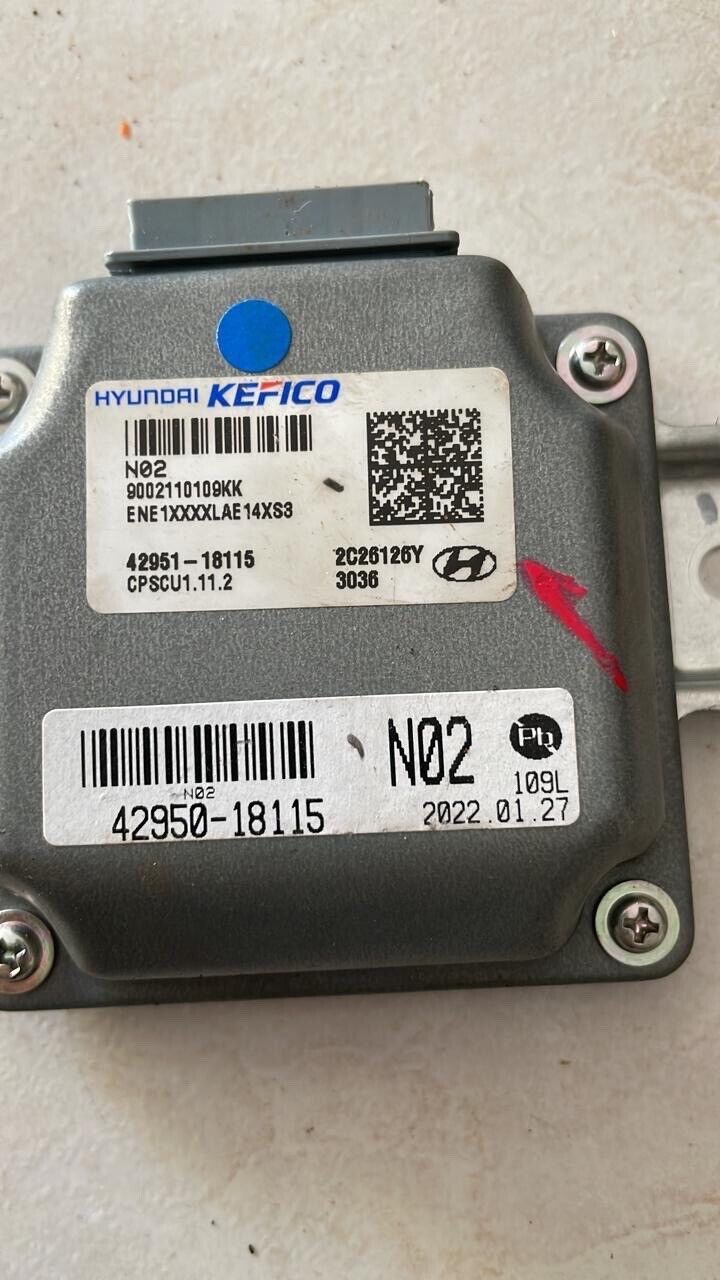 HYUNDAI KEFICO
N02
9002110109KK
ENE1XXXXLAE14XS3
42951-18115 2C26126Y
CPSCU1.11.2 3036
N02 Pb
N02 109L
42950-18115 2022.01.27